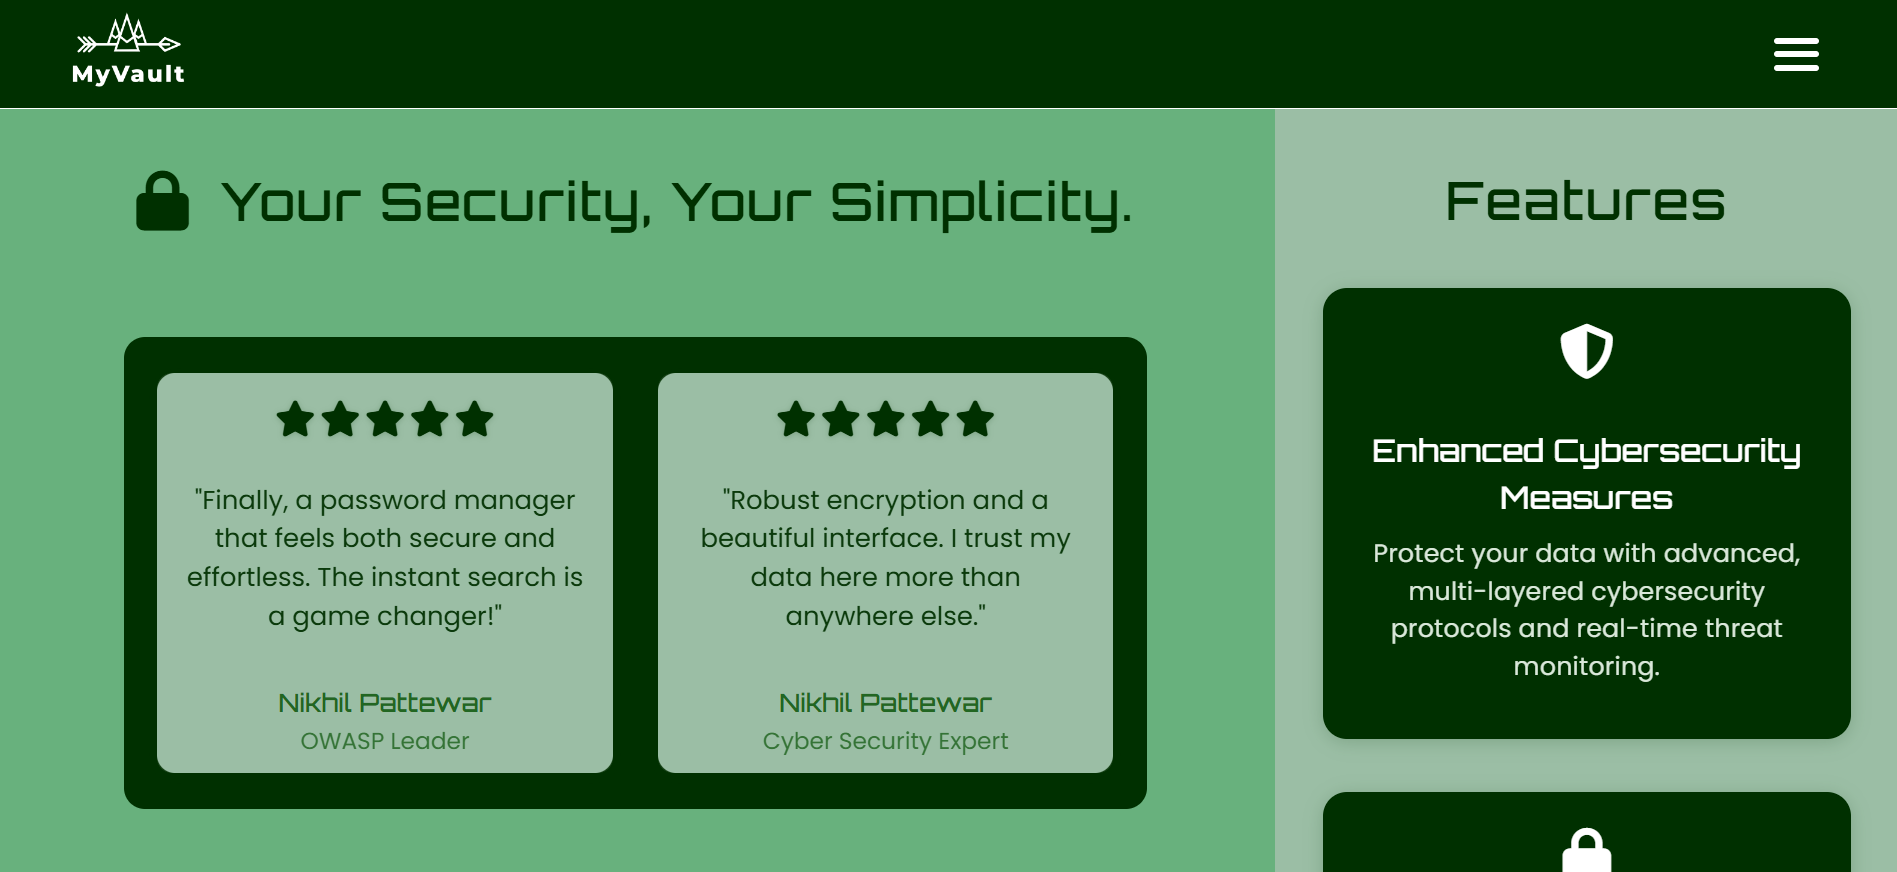 MyVault
Your Security, Your Simplicity.
"Finally, a password manager
that feels both secure and
effortless. The instant search is
a game changer!"
Nikhil Pattewar
OWASP Leader
"Robust encryption and a
beautiful interface. I trust my
data here more than
anywhere else."
Nikhil Pattewar
Cyber Security Expert
Features
Enhanced Cybersecurity
Measures
Protect your data with advanced,
multi-layered cybersecurity
protocols and real-time threat
monitoring.